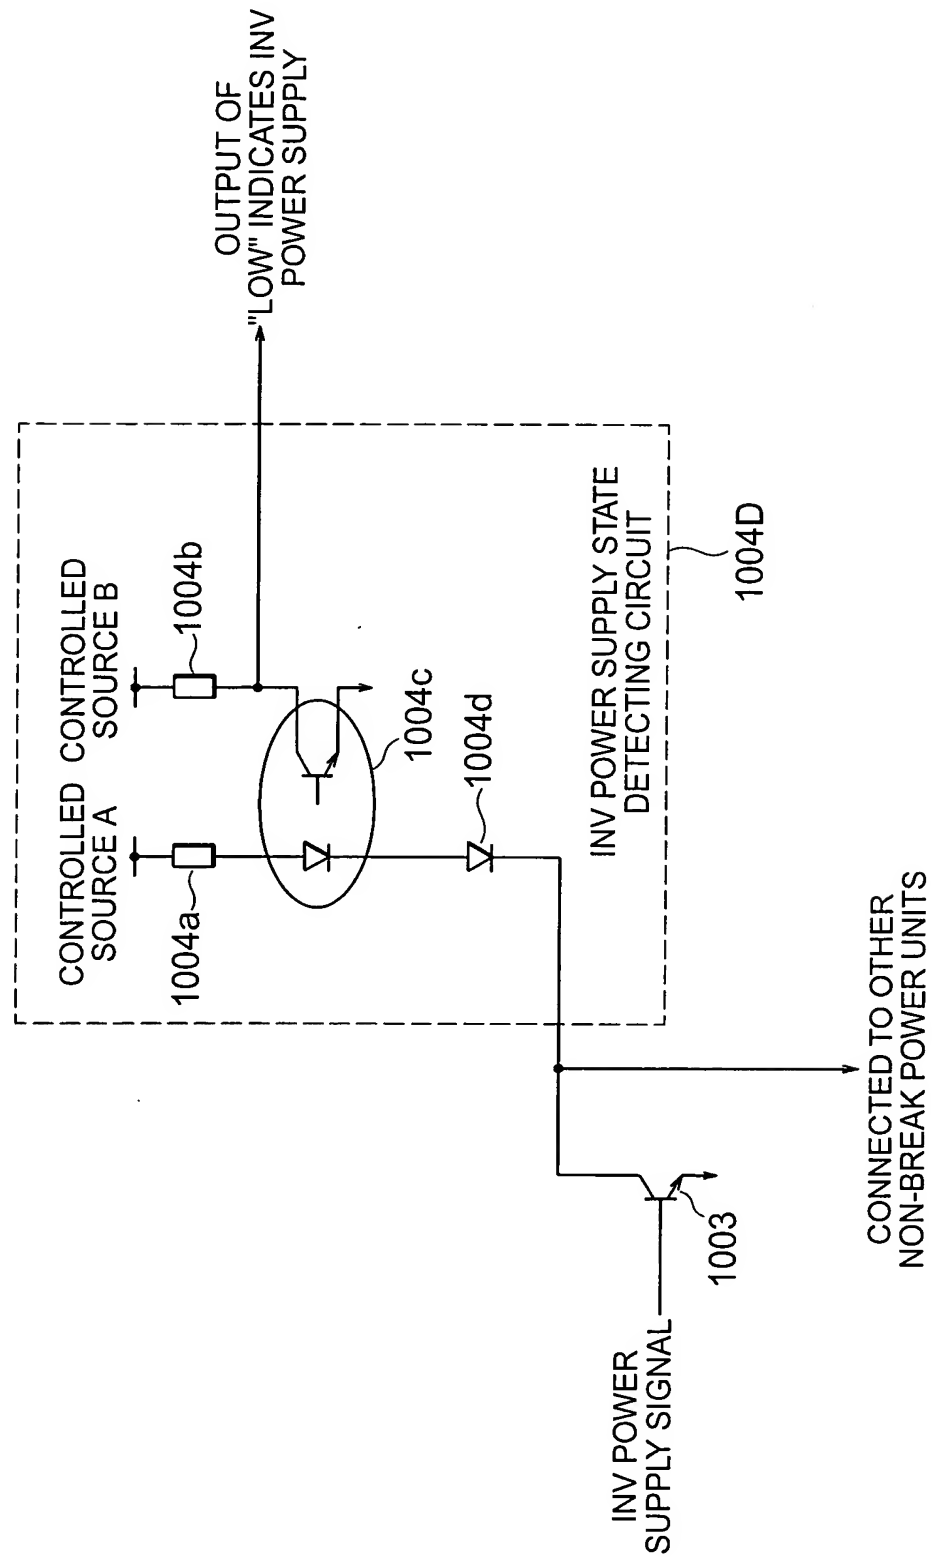 OUTPUT OF
"LOW" INDICATES INV
POWER SUPPLY
CONTROLLED
SOURCE A
CONTROLLED
SOURCE B
1004a
1004b
1004c
1004d
INV POWER SUPPLY STATE
DETECTING CIRCUIT
1004D
INV POWER
SUPPLY SIGNAL
1003
CONNECTED TO OTHER
NON-BREAK POWER UNITS